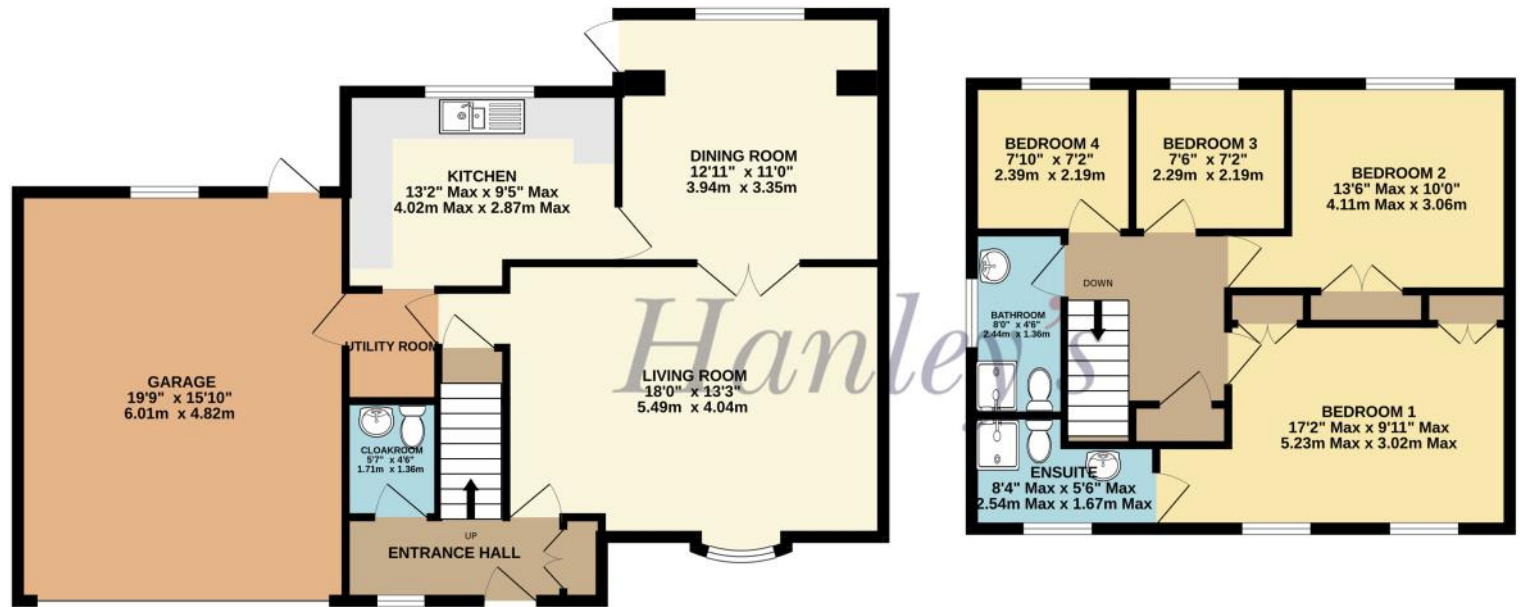 KITCHEN
13'2" Max x 9'5" Max
4.02m Max x 2.87m Max
DINING ROOM
12'11" x 11'0"
3.94m x 3.35m
GARAGE
19'9" x 15'10"
6.01m x 4.82m
UTILITY ROOM
LIVING ROOM
18'0" x 13'3"
5.49m x 4.04m
CLOAKROOM
5'7" x 4'6"
1.71m x 1.36m
UP
ENTRANCE HALL
Hanley's
BEDROOM 4
7'10" x 7'2"
2.39m x 2.19m
BEDROOM 3
7'6" x 7'2"
2.29m x 2.19m
BEDROOM 2
13'6" Max x 10'0"
4.11m Max x 3.06m
DOWN
BATHROOM
8'0" x 4'6"
2.44m x 1.36m
BEDROOM 1
17'2" Max x 9'11" Max
5.23m Max x 3.02m Max
ENSUITE
8'4" Max x 5'6" Max
2.54m Max x 1.67m Max